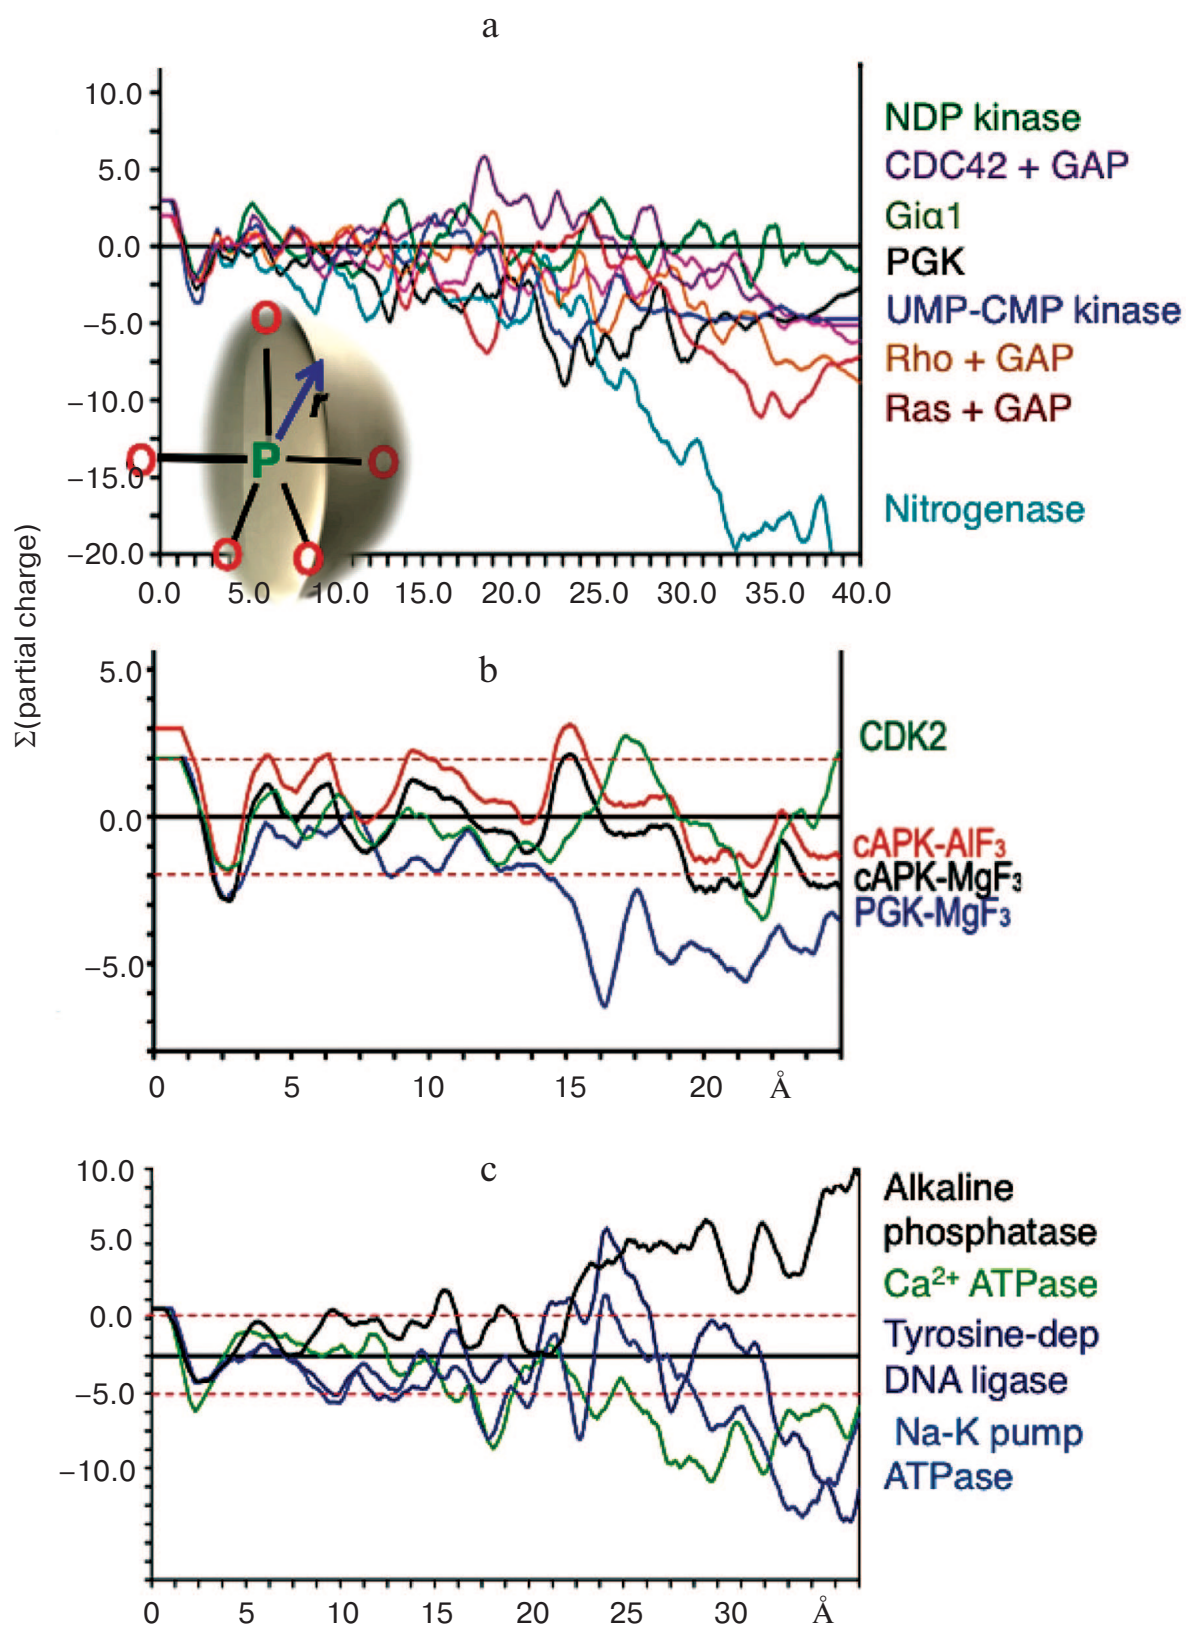 a
10.0
5.0
0.0
−5.0
−10.0
−15.0
−20.0
0.0 5.0 10.0 15.0 20.0 25.0 30.0 35.0 40.0
O
r
O P O
O O
NDP kinase
CDC42 + GAP
Giα1
PGK
UMP-CMP kinase
Rho + GAP
Ras + GAP
Nitrogenase
Σ(partial charge)
b
5.0
0.0
−5.0
0 5 10 15 20 Å
CDK2
cAPK-AlF₃
cAPK-MgF₃
PGK-MgF₃
c
10.0
5.0
0.0
−5.0
−10.0
0 5 10 15 20 25 30 Å
Alkaline
phosphatase
Ca²⁺ ATPase
Tyrosine-dep
DNA ligase
Na-K pump
ATPase